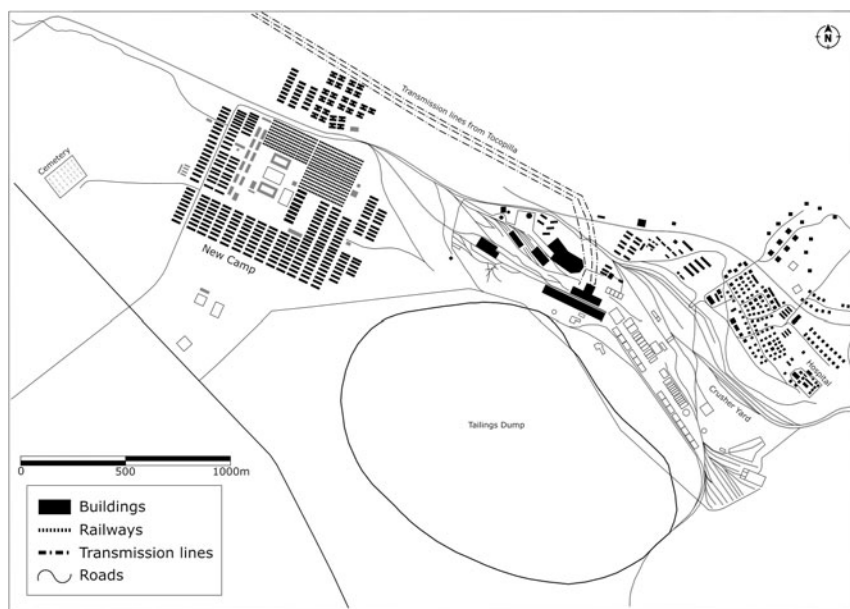 N
Transmission lines from Tocopilla
Cemetery
New Camp
Hospital
Crusher Yard
Tailings Dump
0 500 1000m
Buildings
Railways
Transmission lines
Roads